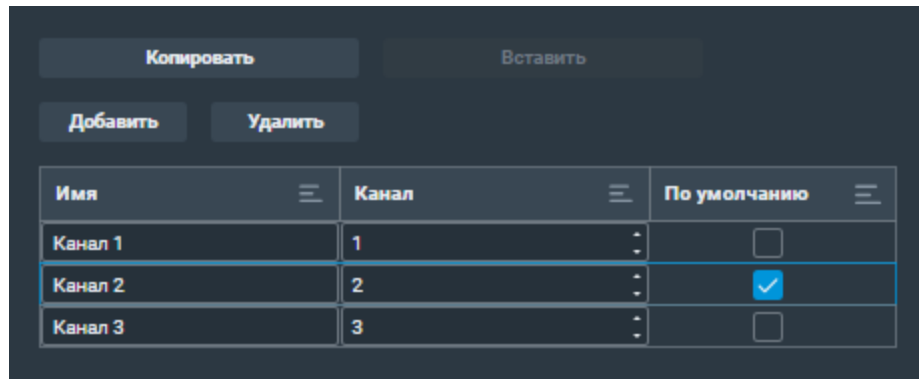 Копировать Вставить
Добавить Удалить
Имя Канал По умолчанию
Канал 1 1
Канал 2 2
Канал 3 3